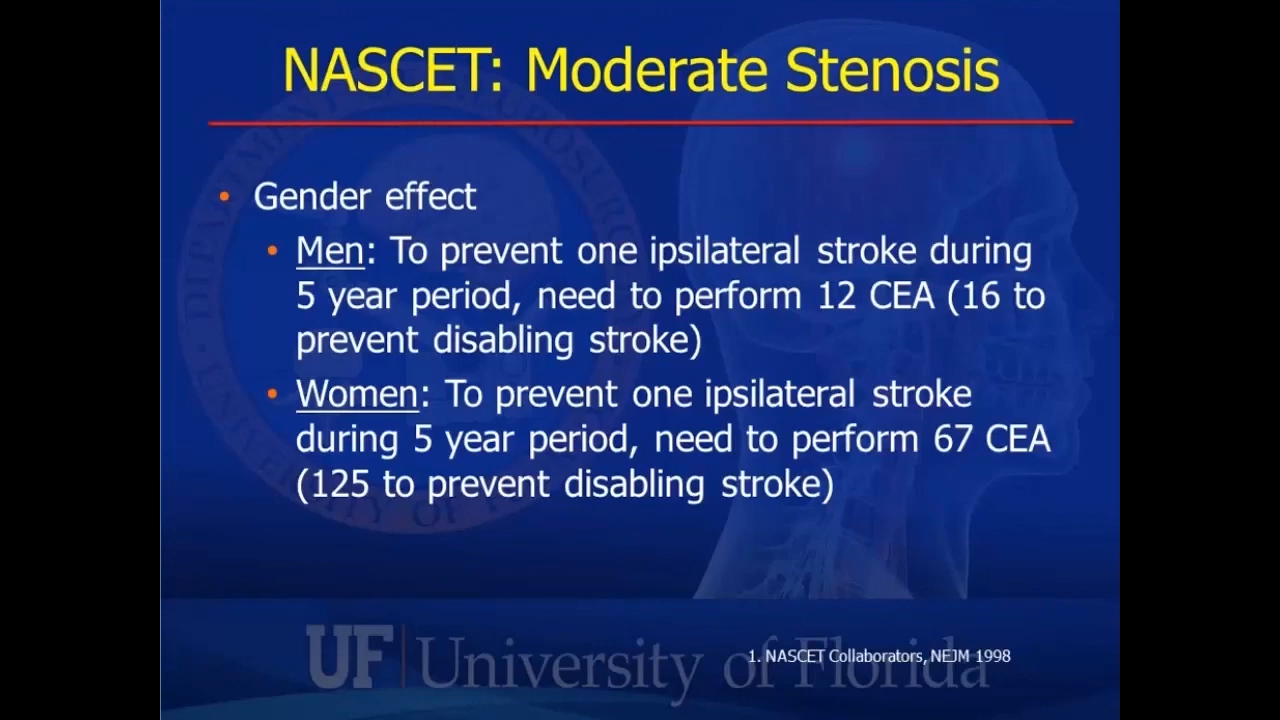 NASCET: Moderate Stenosis
• Gender effect
• Men: To prevent one ipsilateral stroke during
5 year period, need to perform 12 CEA (16 to
prevent disabling stroke)
• Women: To prevent one ipsilateral stroke
during 5 year period, need to perform 67 CEA
(125 to prevent disabling stroke)
UF University of Florida
1. NASCET Collaborators, NEJM 1998